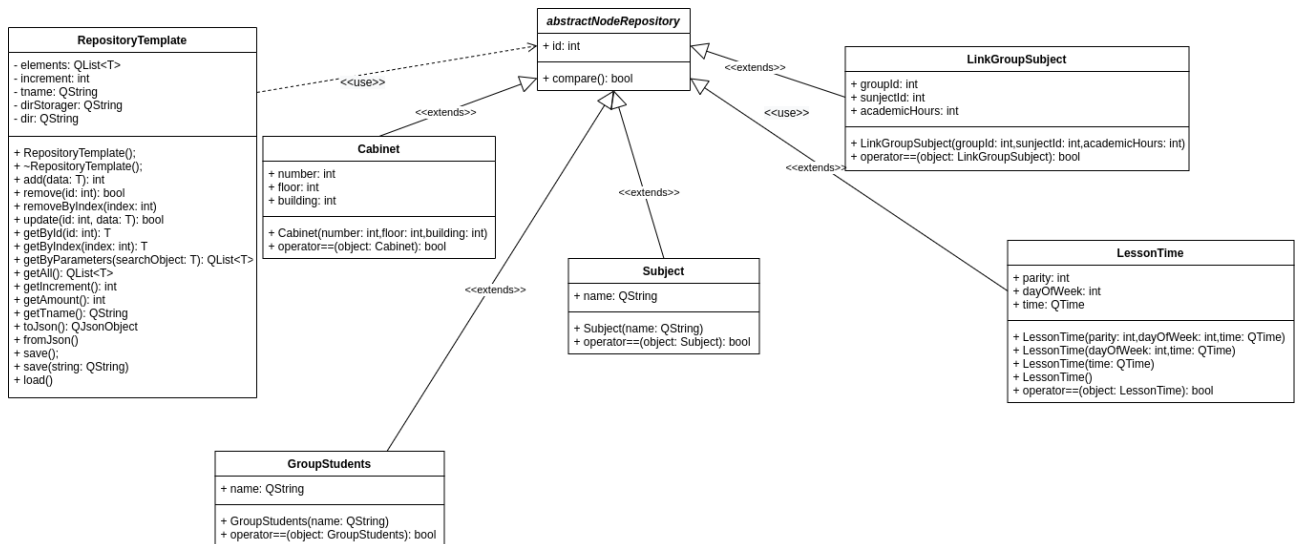 RepositoryTemplate
- elements: QList<T>
- increment: int
- tname: QString
- dirStorager: QString
- dir: QString
+ RepositoryTemplate();
+ ~RepositoryTemplate();
+ add(data: T): int
+ remove(id: int): bool
+ removeByIndex(index: int)
+ update(id: int, data: T): bool
+ getById(id: int): T
+ getByIndex(index: int): T
+ getByParameters(searchObject: T): QList<T>
+ getAll(): QList<T>
+ getIncrement(): int
+ getAmount(): int
+ getTname(): QString
+ toJson(): QJsonObject
+ fromJson()
+ save();
+ save(string: QString)
+ load()
<<use>>
abstractNodeRepository
+ id: int
+ compare(): bool
<<extends>>
Cabinet
+ number: int
+ floor: int
+ building: int
+ Cabinet(number: int,floor: int,building: int)
+ operator==(object: Cabinet): bool
<<extends>>
GroupStudents
+ name: QString
+ GroupStudents(name: QString)
+ operator==(object: GroupStudents): bool
<<extends>>
Subject
+ name: QString
+ Subject(name: QString)
+ operator==(object: Subject): bool
<<extends>>
<<use>>
LinkGroupSubject
+ groupId: int
+ sunjectId: int
+ academicHours: int
+ LinkGroupSubject(groupId: int,sunjectId: int,academicHours: int)
+ operator==(object: LinkGroupSubject): bool
<<extends>>
LessonTime
+ parity: int
+ dayOfWeek: int
+ time: QTime
+ LessonTime(parity: int,dayOfWeek: int,time: QTime)
+ LessonTime(dayOfWeek: int,time: QTime)
+ LessonTime(time: QTime)
+ LessonTime()
+ operator==(object: LessonTime): bool